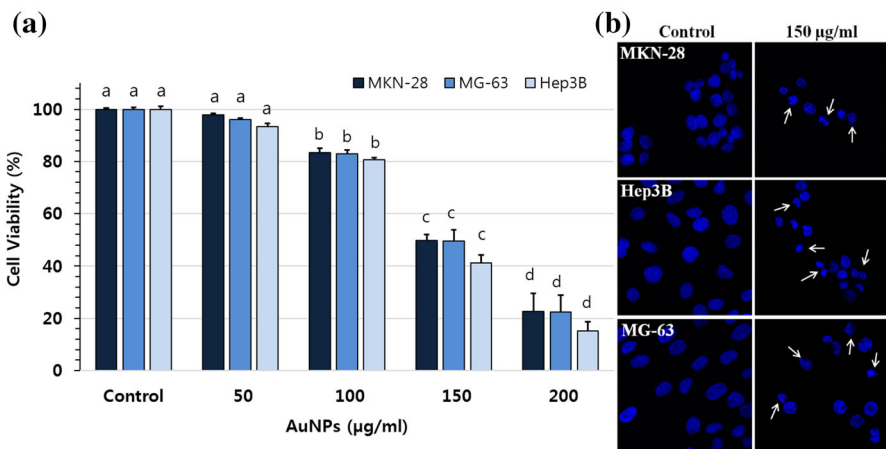 (a)
MKN-28 MG-63 Hep3B
a a a a a a b b b c c c d d d
100
80
60
40
20
0
Cell Viability (%)
Control 50 100 150 200
AuNPs (µg/ml)
(b)
Control 150 µg/ml
MKN-28
Hep3B
MG-63